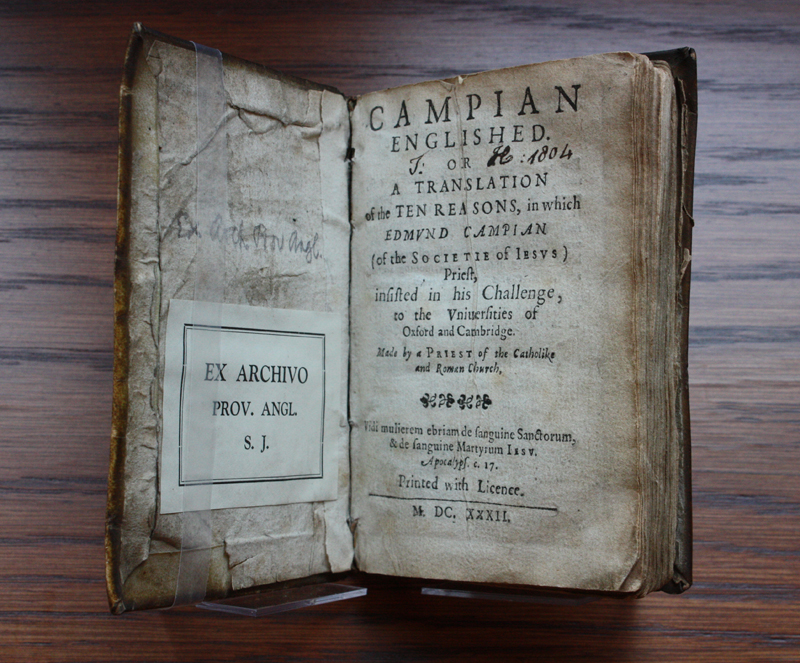 Ex Arch. Prov Angl.
EX ARCHIVO
PROV. ANGL.
S. J.
CAMPIAN
ENGLISHED.
J. H: 1804
OR
A TRANSLATION
of the TEN REASONS, in which
EDMVND CAMPIAN
(of the SOCIETIE of IESVS)
Prieſt,
inſiſted in his Challenge,
to the Vniuerſities of
Oxford and Cambridge.
Made by a PRIEST of the Catholike
and Roman Church.
Vidi mulierem ebriam de ſanguine Sanctorum,
& de ſanguine Martyrum IESV.
Apocalypſ. c. 17.
Printed with Licence.
M. DC. XXXII.